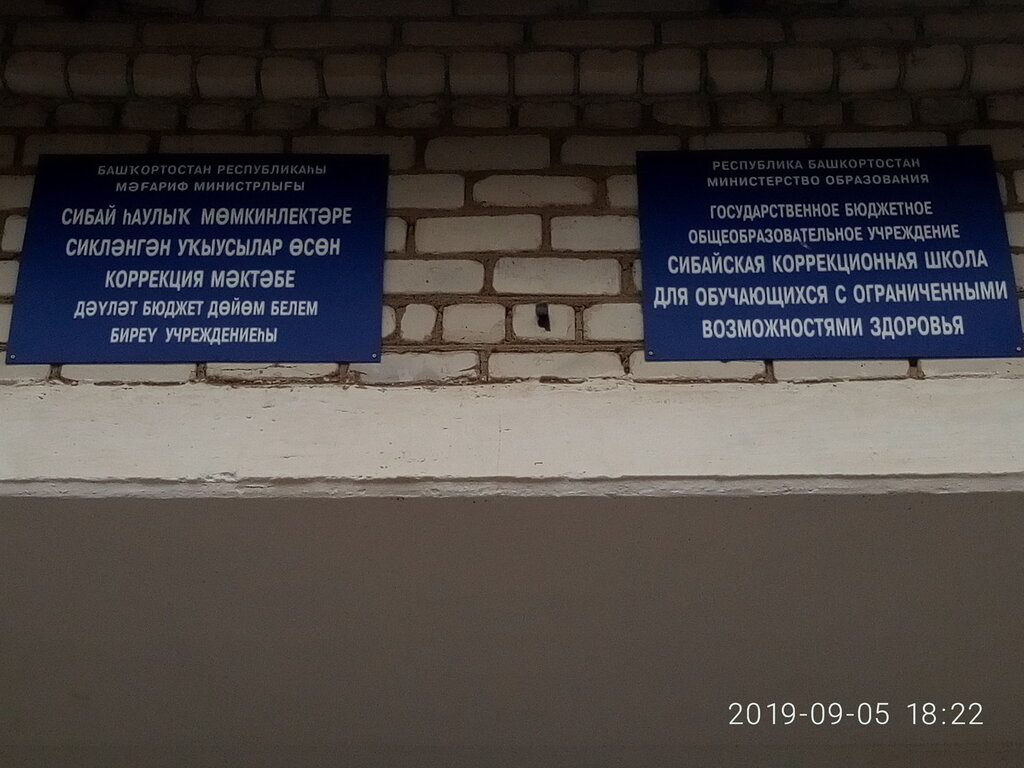 БАШҠОРТОСТАН РЕСПУБЛИКАҺЫ
МӘҒАРИФ МИНИСТРЛЫҒЫ
СИБАЙ һАУЛЫҠ МӨМКИНЛЕКТӘРЕ
СИКЛӘНГӘН УҠЫУСЫЛАР ӨСӨН
КОРРЕКЦИЯ МӘКТӘБЕ
ДӘҮЛӘТ БЮДЖЕТ ДӨЙӨМ БЕЛЕМ
БИРЕҮ УЧРЕЖДЕНИЕһЫ
РЕСПУБЛИКА БАШКОРТОСТАН
МИНИСТЕРСТВО ОБРАЗОВАНИЯ
ГОСУДАРСТВЕННОЕ БЮДЖЕТНОЕ
ОБЩЕОБРАЗОВАТЕЛЬНОЕ УЧРЕЖДЕНИЕ
СИБАЙСКАЯ КОРРЕКЦИОННАЯ ШКОЛА
ДЛЯ ОБУЧАЮЩИХСЯ С ОГРАНИЧЕННЫМИ
ВОЗМОЖНОСТЯМИ ЗДОРОВЬЯ
2019-09-05 18:22